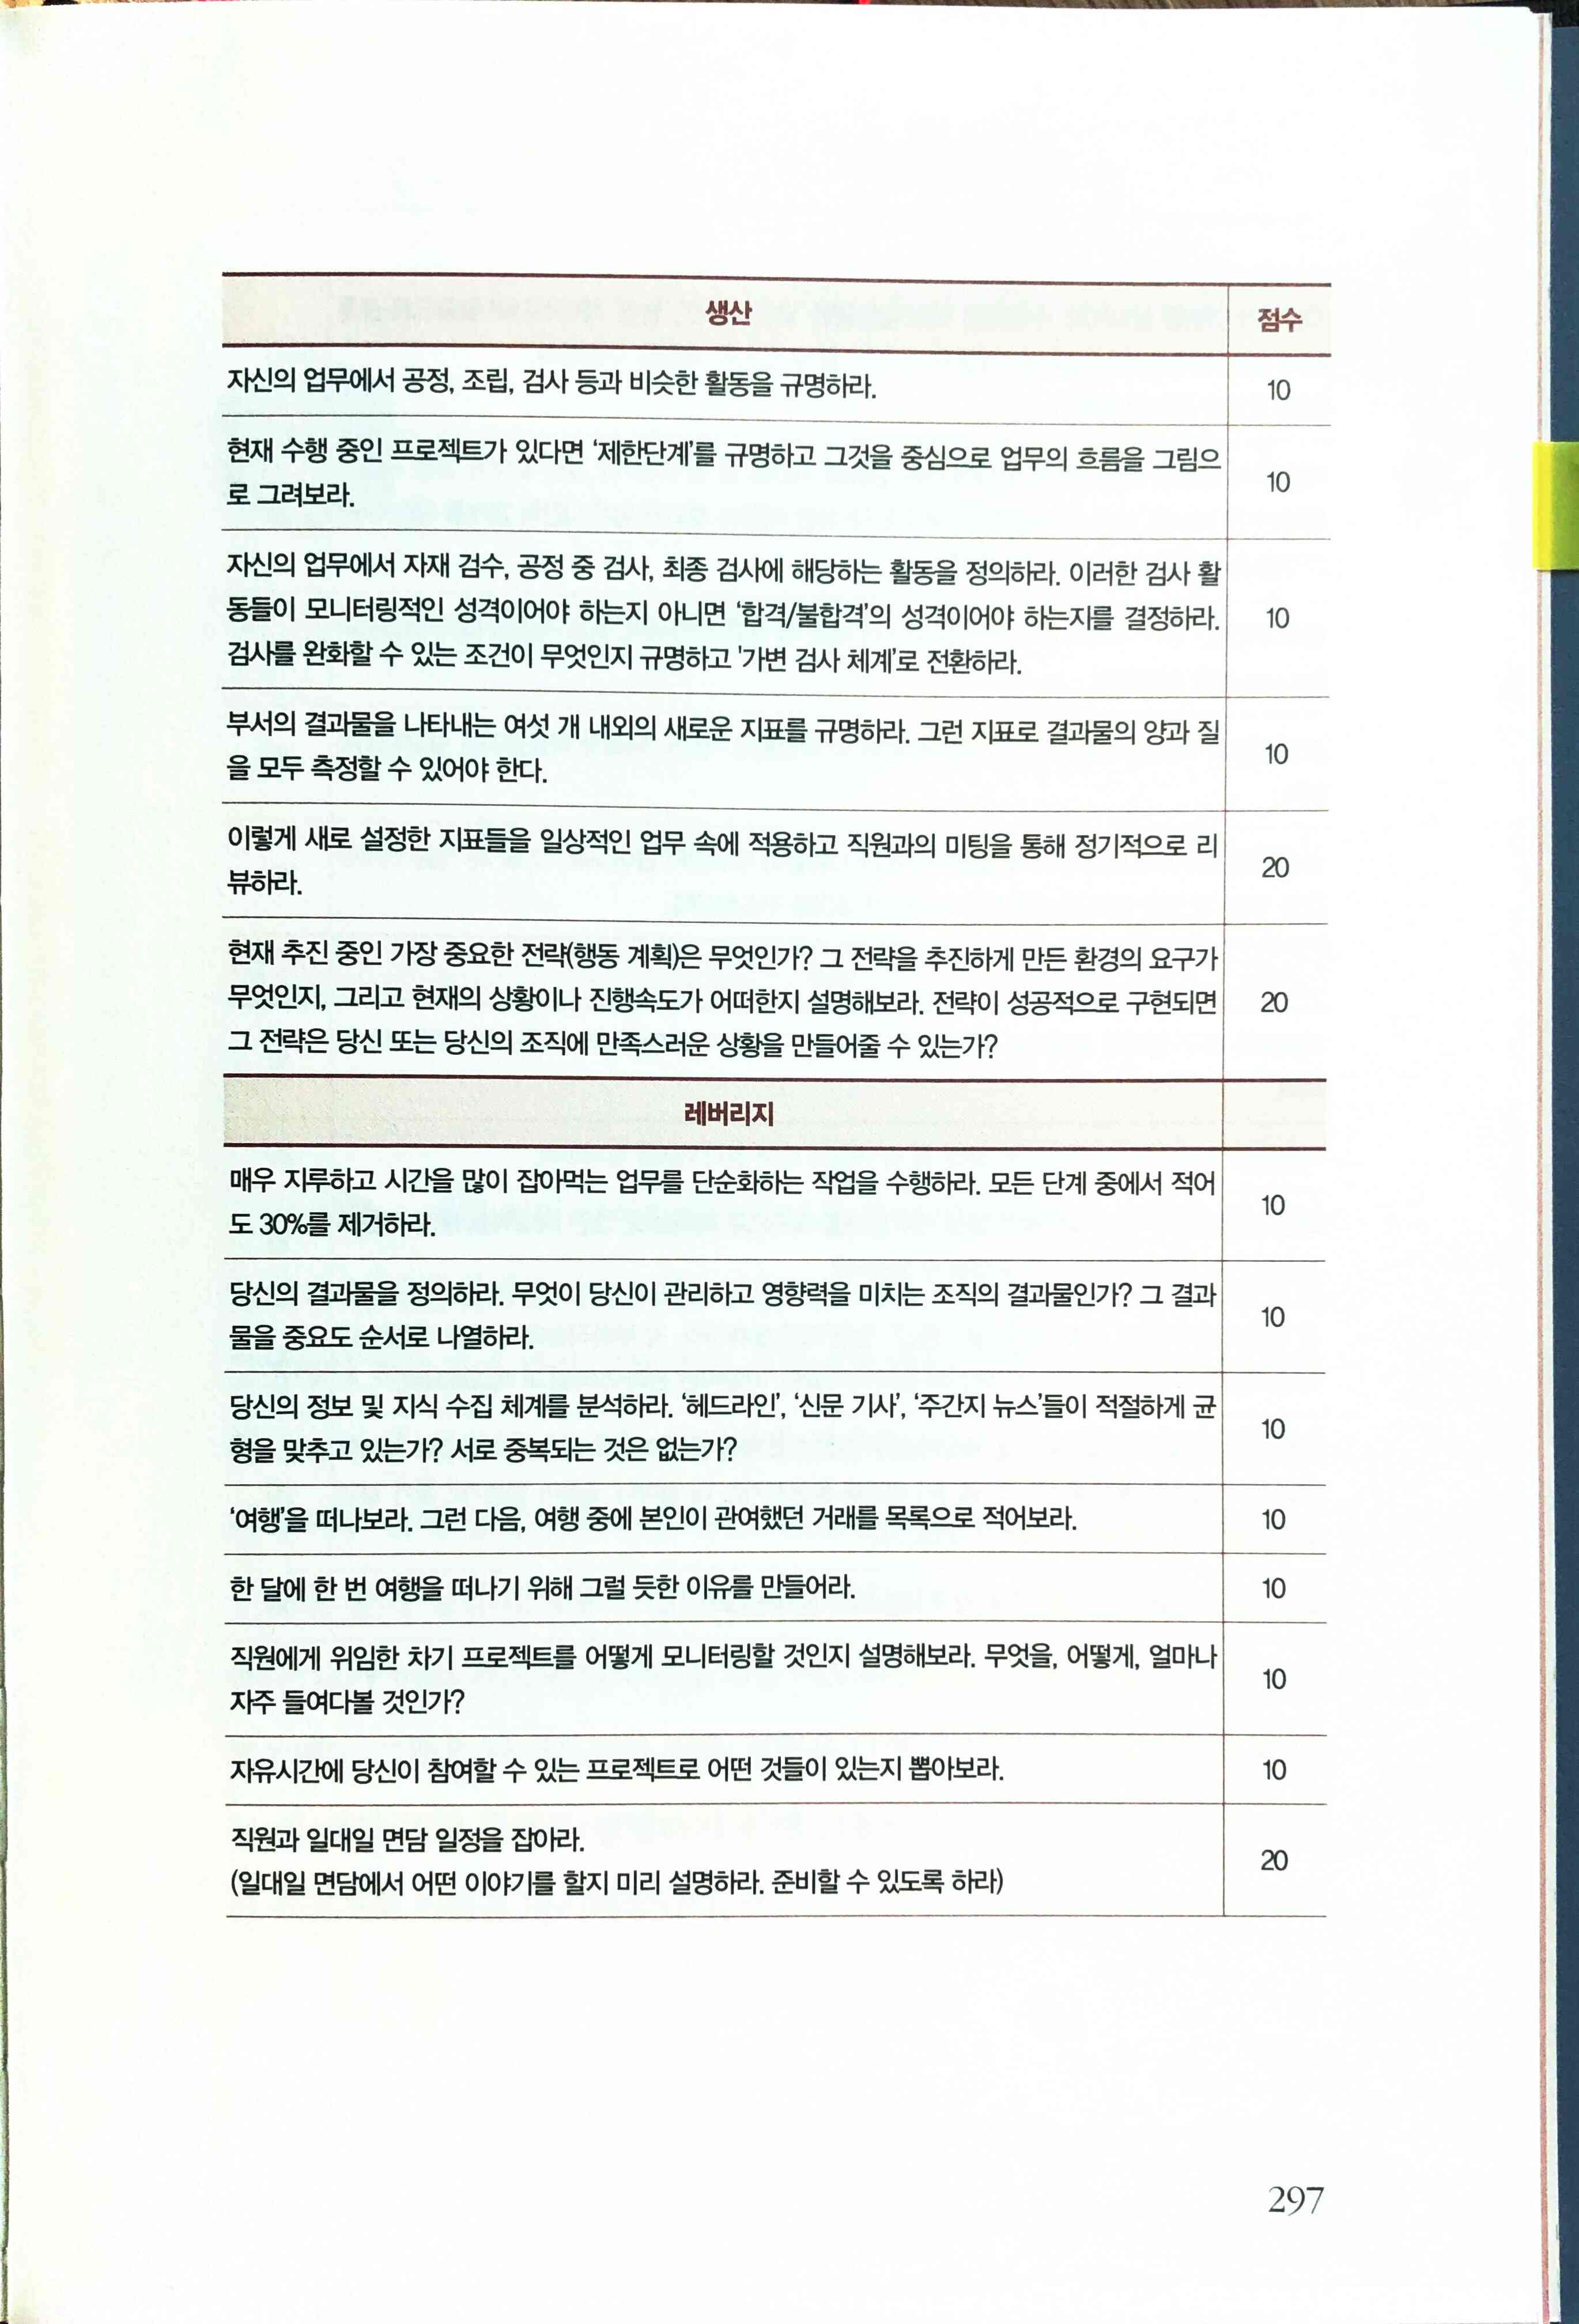 생산 점수
자신의 업무에서 공정, 조립, 검사 등과 비슷한 활동을 규명하라. 10
현재 수행 중인 프로젝트가 있다면 ‘제한단계’를 규명하고 그것을 중심으로 업무의 흐름을 그림으
로 그려보라. 10
자신의 업무에서 자재 검수, 공정 중 검사, 최종 검사에 해당하는 활동을 정의하라. 이러한 검사 활
동들이 모니터링적인 성격이어야 하는지 아니면 ‘합격/불합격’의 성격이어야 하는지를 결정하라. 10
검사를 완화할 수 있는 조건이 무엇인지 규명하고 '가변 검사 체계'로 전환하라.
부서의 결과물을 나타내는 여섯 개 내외의 새로운 지표를 규명하라. 그런 지표로 결과물의 양과 질
을 모두 측정할 수 있어야 한다. 10
이렇게 새로 설정한 지표들을 일상적인 업무 속에 적용하고 직원과의 미팅을 통해 정기적으로 리
뷰하라. 20
현재 추진 중인 가장 중요한 전략(행동 계획)은 무엇인가? 그 전략을 추진하게 만든 환경의 요구가
무엇인지, 그리고 현재의 상황이나 진행속도가 어떠한지 설명해보라. 전략이 성공적으로 구현되면 20
그 전략은 당신 또는 당신의 조직에 만족스러운 상황을 만들어줄 수 있는가?
레버리지
매우 지루하고 시간을 많이 잡아먹는 업무를 단순화하는 작업을 수행하라. 모든 단계 중에서 적어
도 30%를 제거하라. 10
당신의 결과물을 정의하라. 무엇이 당신이 관리하고 영향력을 미치는 조직의 결과물인가? 그 결과
물을 중요도 순서로 나열하라. 10
당신의 정보 및 지식 수집 체계를 분석하라. ‘헤드라인’, ‘신문 기사’, ‘주간지 뉴스’들이 적절하게 균
형을 맞추고 있는가? 서로 중복되는 것은 없는가? 10
‘여행’을 떠나보라. 그런 다음, 여행 중에 본인이 관여했던 거래를 목록으로 적어보라. 10
한 달에 한 번 여행을 떠나기 위해 그럴 듯한 이유를 만들어라. 10
직원에게 위임한 차기 프로젝트를 어떻게 모니터링할 것인지 설명해보라. 무엇을, 어떻게, 얼마나
자주 들여다볼 것인가? 10
자유시간에 당신이 참여할 수 있는 프로젝트로 어떤 것들이 있는지 뽑아보라. 10
직원과 일대일 면담 일정을 잡아라.
(일대일 면담에서 어떤 이야기를 할지 미리 설명하라. 준비할 수 있도록 하라) 20
297